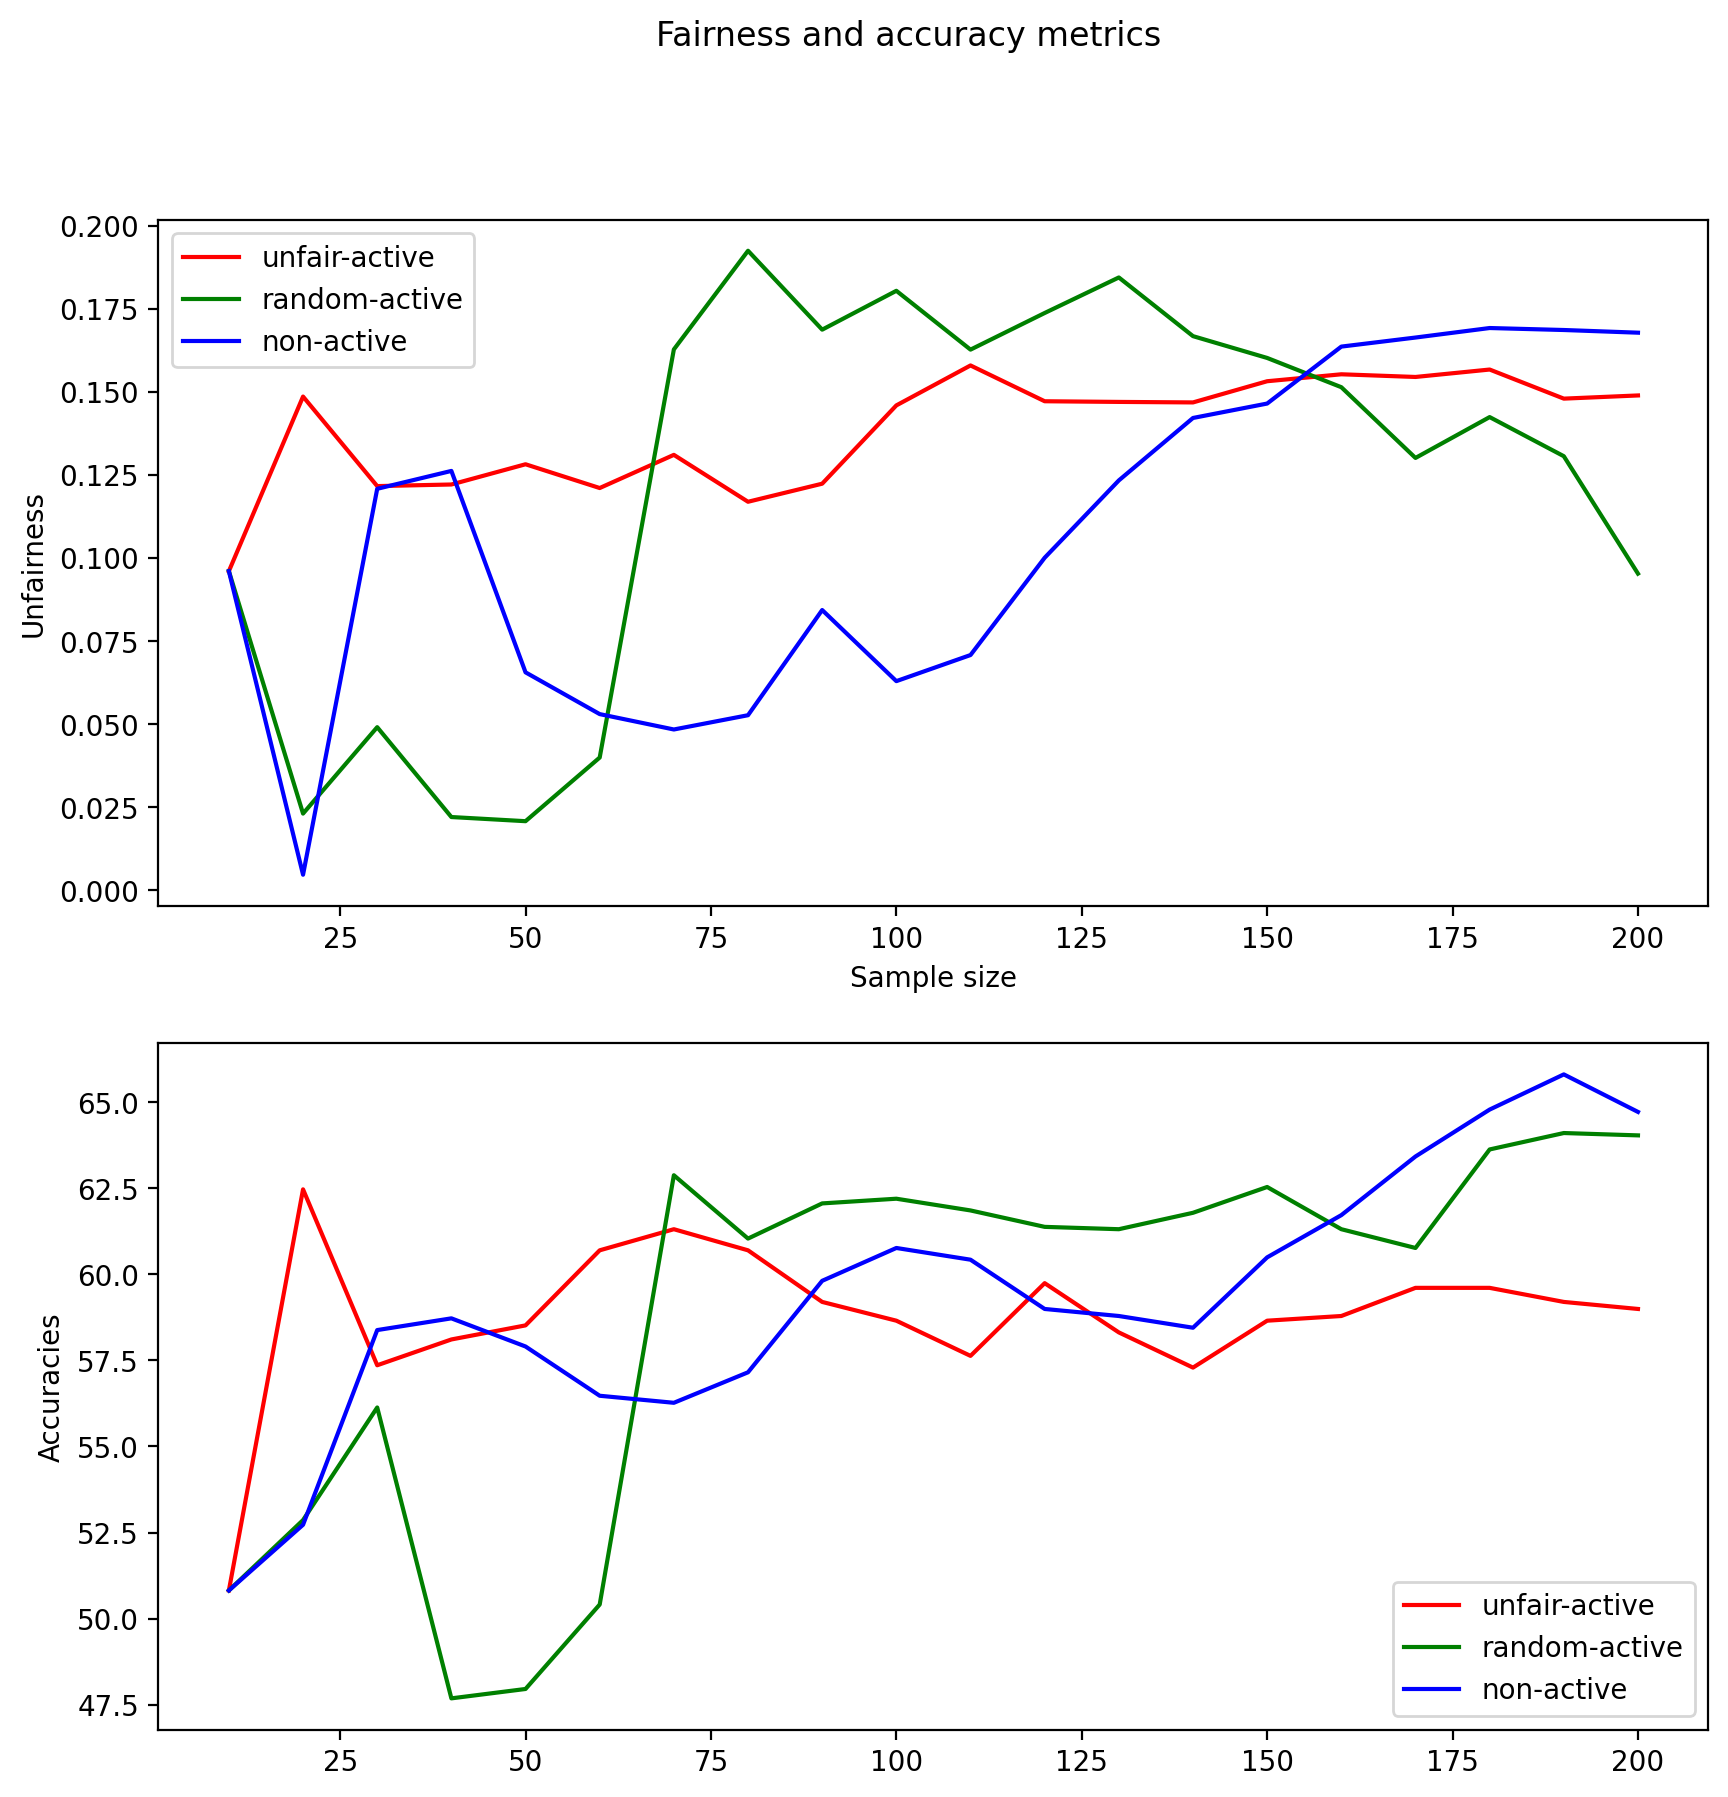 Fairness and accuracy metrics
0.200
0.175
0.150
0.125
0.100
0.075
0.050
0.025
0.000
Unfairness
unfair-active
random-active
non-active
25 50 75 100 125 150 175 200
Sample size
65.0
62.5
60.0
57.5
55.0
52.5
50.0
47.5
Accuracies
unfair-active
random-active
non-active
25 50 75 100 125 150 175 200